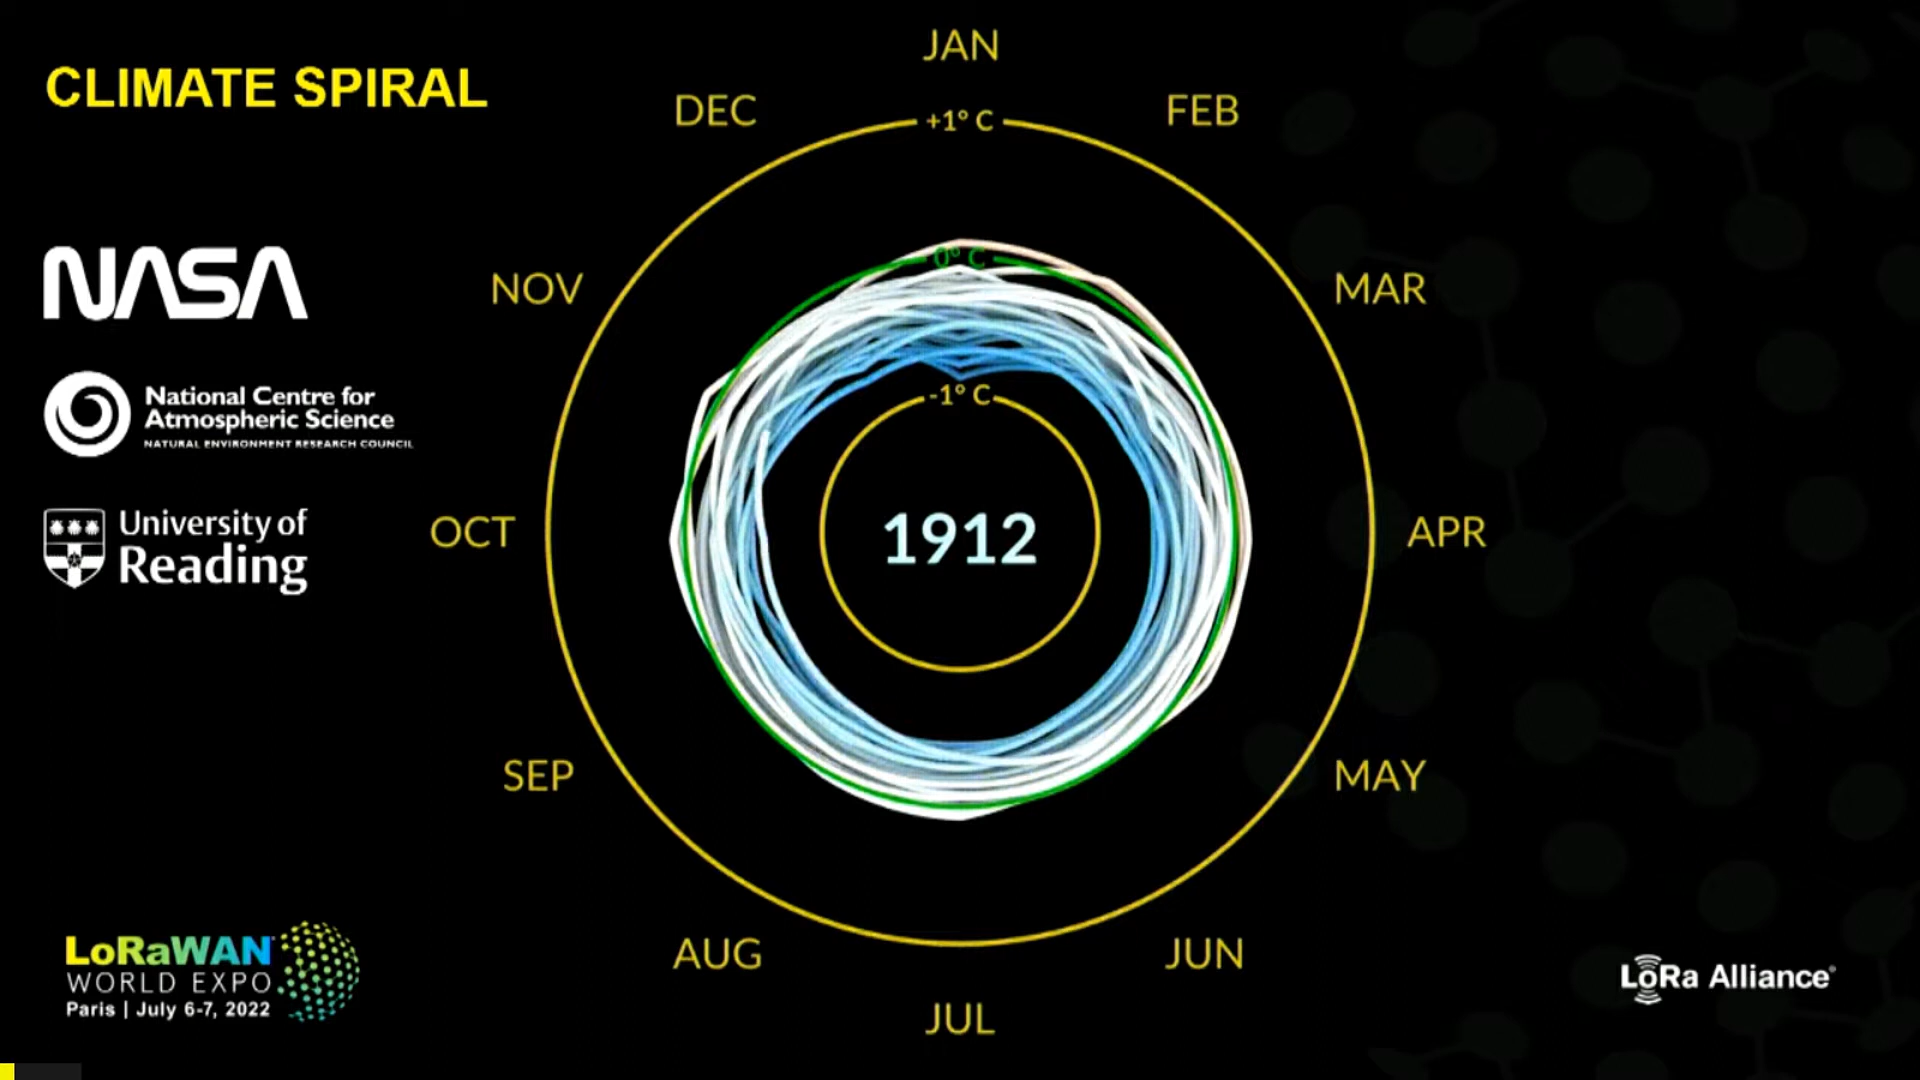 CLIMATE SPIRAL
NASA
National Centre for
Atmospheric Science
NATURAL ENVIRONMENT RESEARCH COUNCIL
University of
Reading
JAN
DEC
FEB
+1° C
NOV
0° C
MAR
-1° C
OCT
1912
APR
SEP
MAY
AUG
JUN
JUL
LoRaWAN
WORLD EXPO
Paris | July 6-7, 2022
LoRa Alliance®